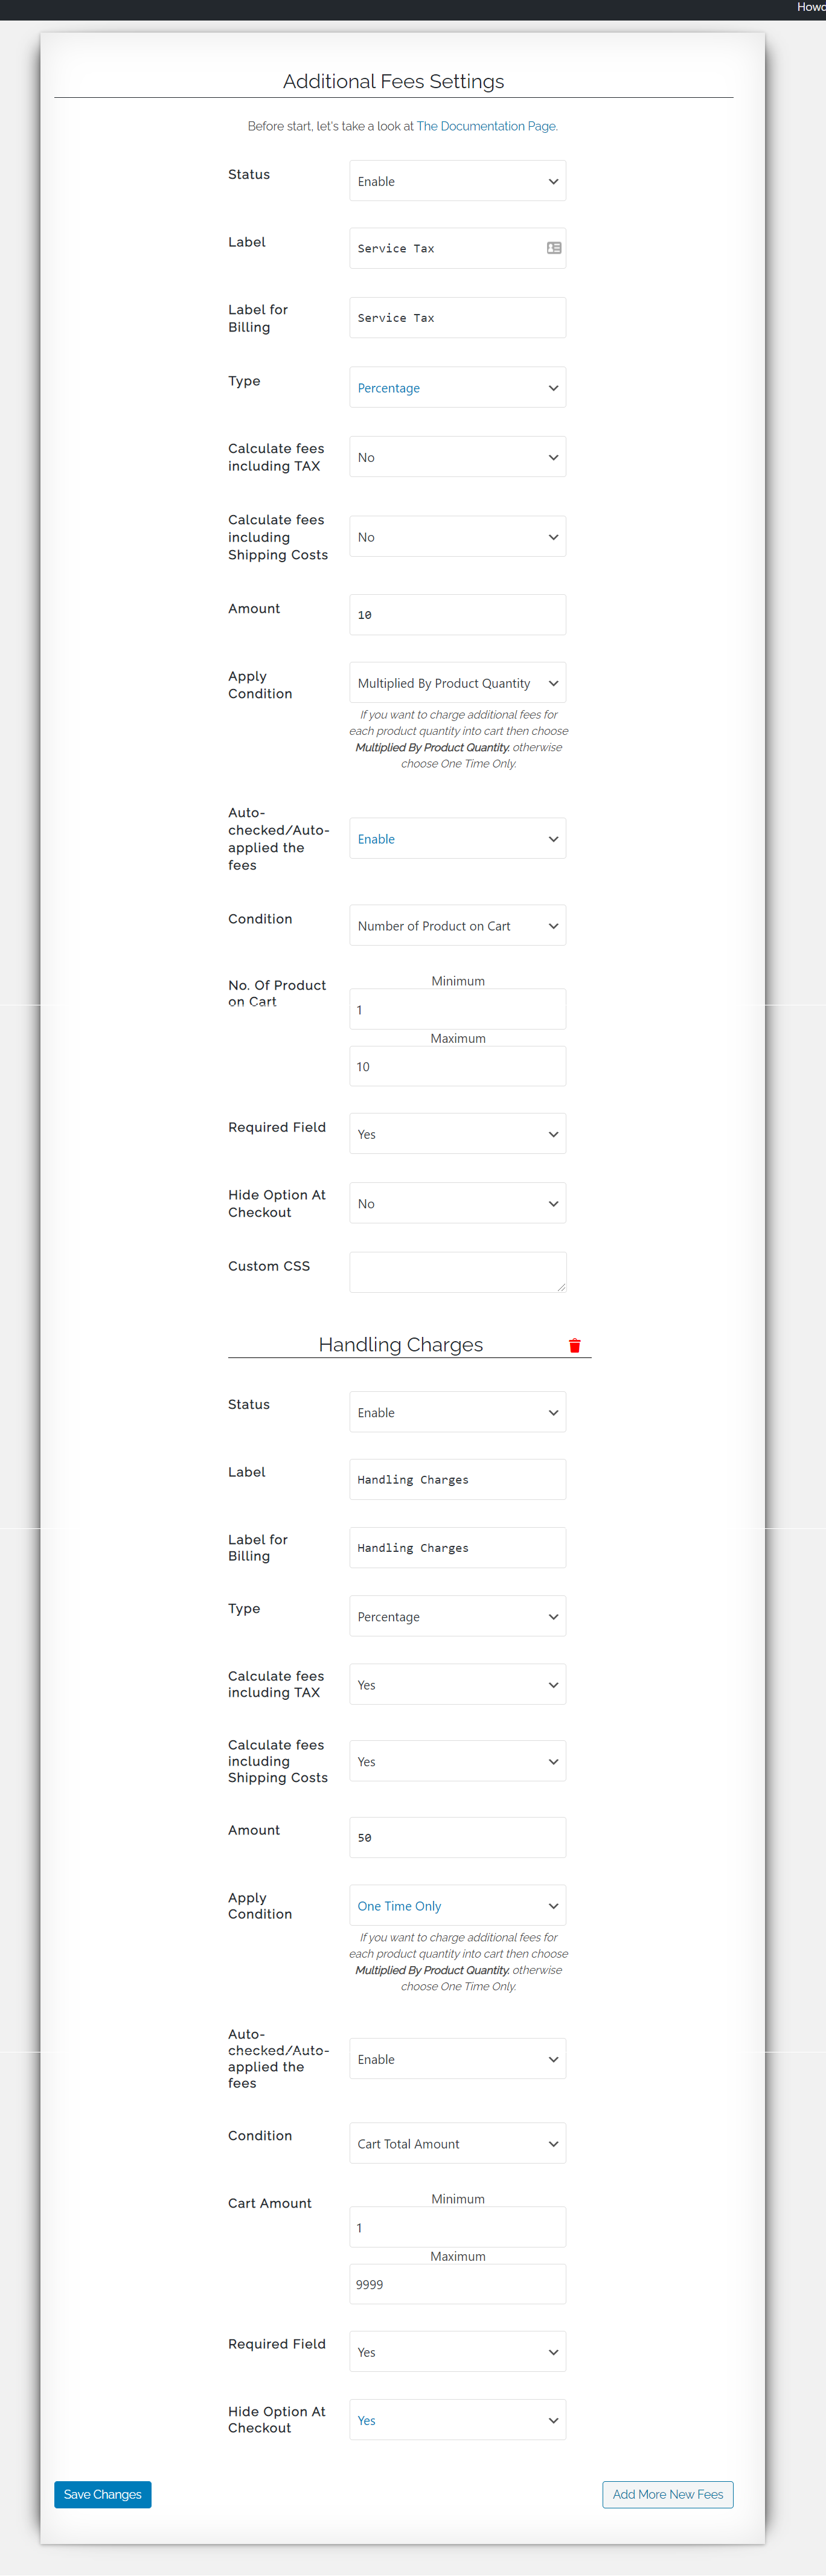 Howd
Additional Fees Settings
Before start, let's take a look at The Documentation Page.
Status
Enable
Label
Service Tax
Label for
Billing
Service Tax
Type
Percentage
Calculate fees
including TAX
No
Calculate fees
including
Shipping Costs
No
Amount
10
Apply
Condition
Multiplied By Product Quantity
If you want to charge additional fees for
each product quantity into cart then choose
Multiplied By Product Quantity. otherwise
choose One Time Only.
Auto-
checked/Auto-
applied the
fees
Enable
Condition
Number of Product on Cart
No. Of Product
on Cart
Minimum
1
Maximum
10
Required Field
Yes
Hide Option At
Checkout
No
Custom CSS
Handling Charges
Status
Enable
Label
Handling Charges
Label for
Billing
Handling Charges
Type
Percentage
Calculate fees
including TAX
Yes
Calculate fees
including
Shipping Costs
Yes
Amount
50
Apply
Condition
One Time Only
If you want to charge additional fees for
each product quantity into cart then choose
Multiplied By Product Quantity. otherwise
choose One Time Only.
Auto-
checked/Auto-
applied the
fees
Enable
Condition
Cart Total Amount
Cart Amount
Minimum
1
Maximum
9999
Required Field
Yes
Hide Option At
Checkout
Yes
Save Changes
Add More New Fees